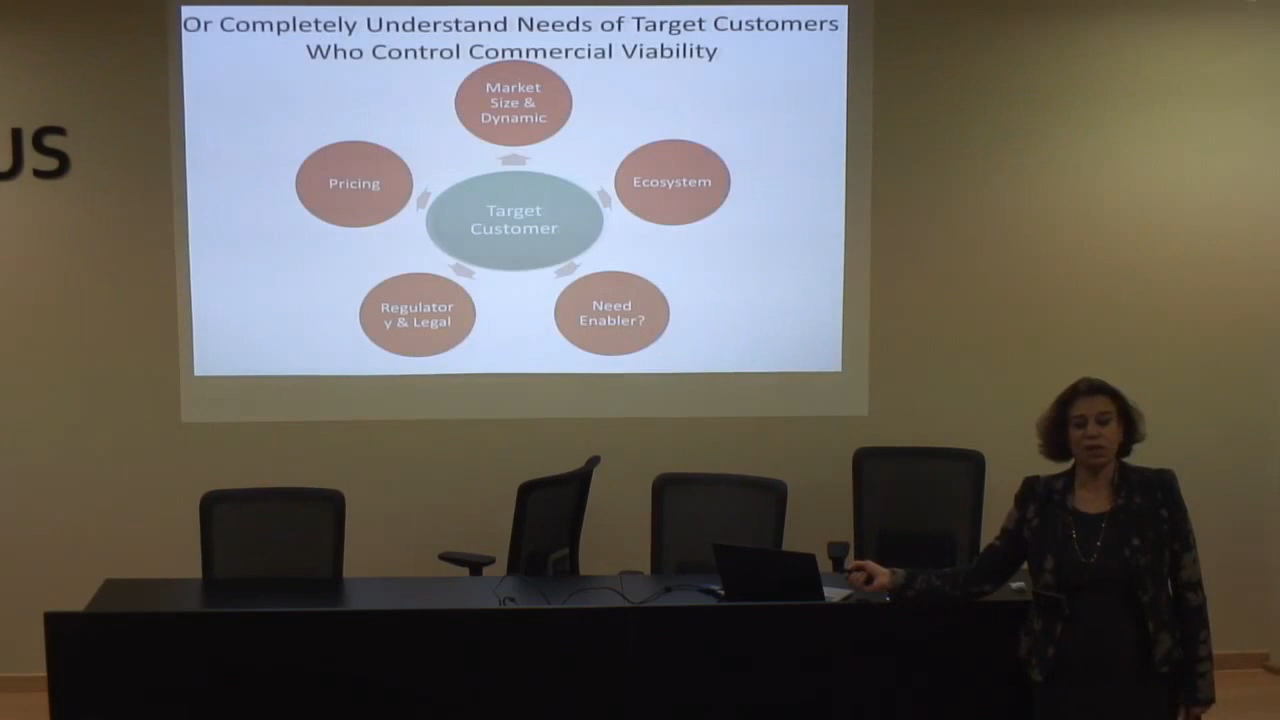 Or Completely Understand Needs of Target Customers
Who Control Commercial Viability
Market
Size &
Dynamic
Pricing
Ecosystem
Target
Customer
Regulator
y & Legal
Need
Enabler?
US